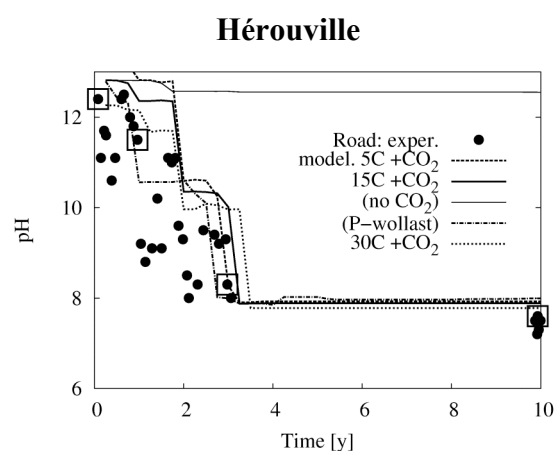 Hérouville
12
10
8
6
pH
Road: exper.
model. 5C +CO₂
15C +CO₂
(no CO₂)
(P-wollast)
30C +CO₂
0
2
4
6
8
10
Time [y]